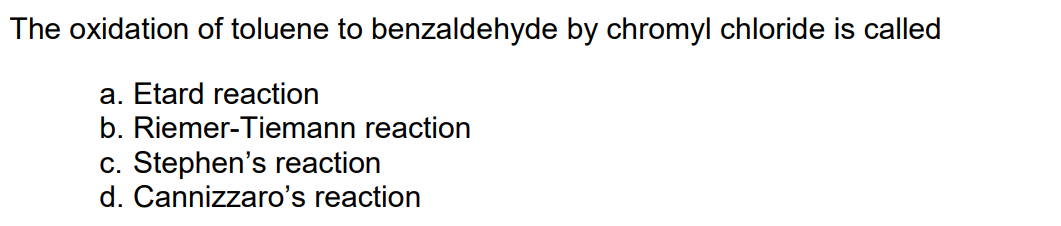 The oxidation of toluene to benzaldehyde by chromyl chloride is called
a. Etard reaction
b. Riemer-Tiemann reaction
c. Stephen’s reaction
d. Cannizzaro’s reaction